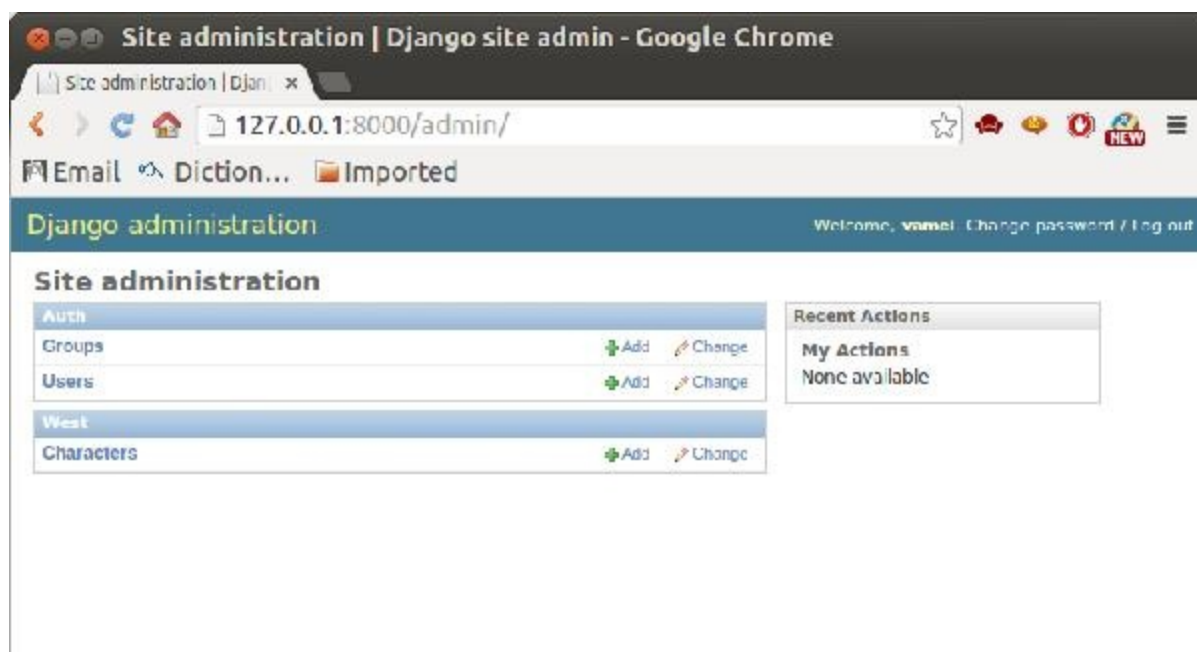 Site administration | Django site admin - Google Chrome
Site administration | Djan
127.0.0.1:8000/admin/
NEW
Email Diction... Imported
Django administration
Welcome, vamei. Change password / Log out
Site administration
Auth
Groups Add Change
Users Add Change
West
Characters Add Change
Recent Actions
My Actions
None available